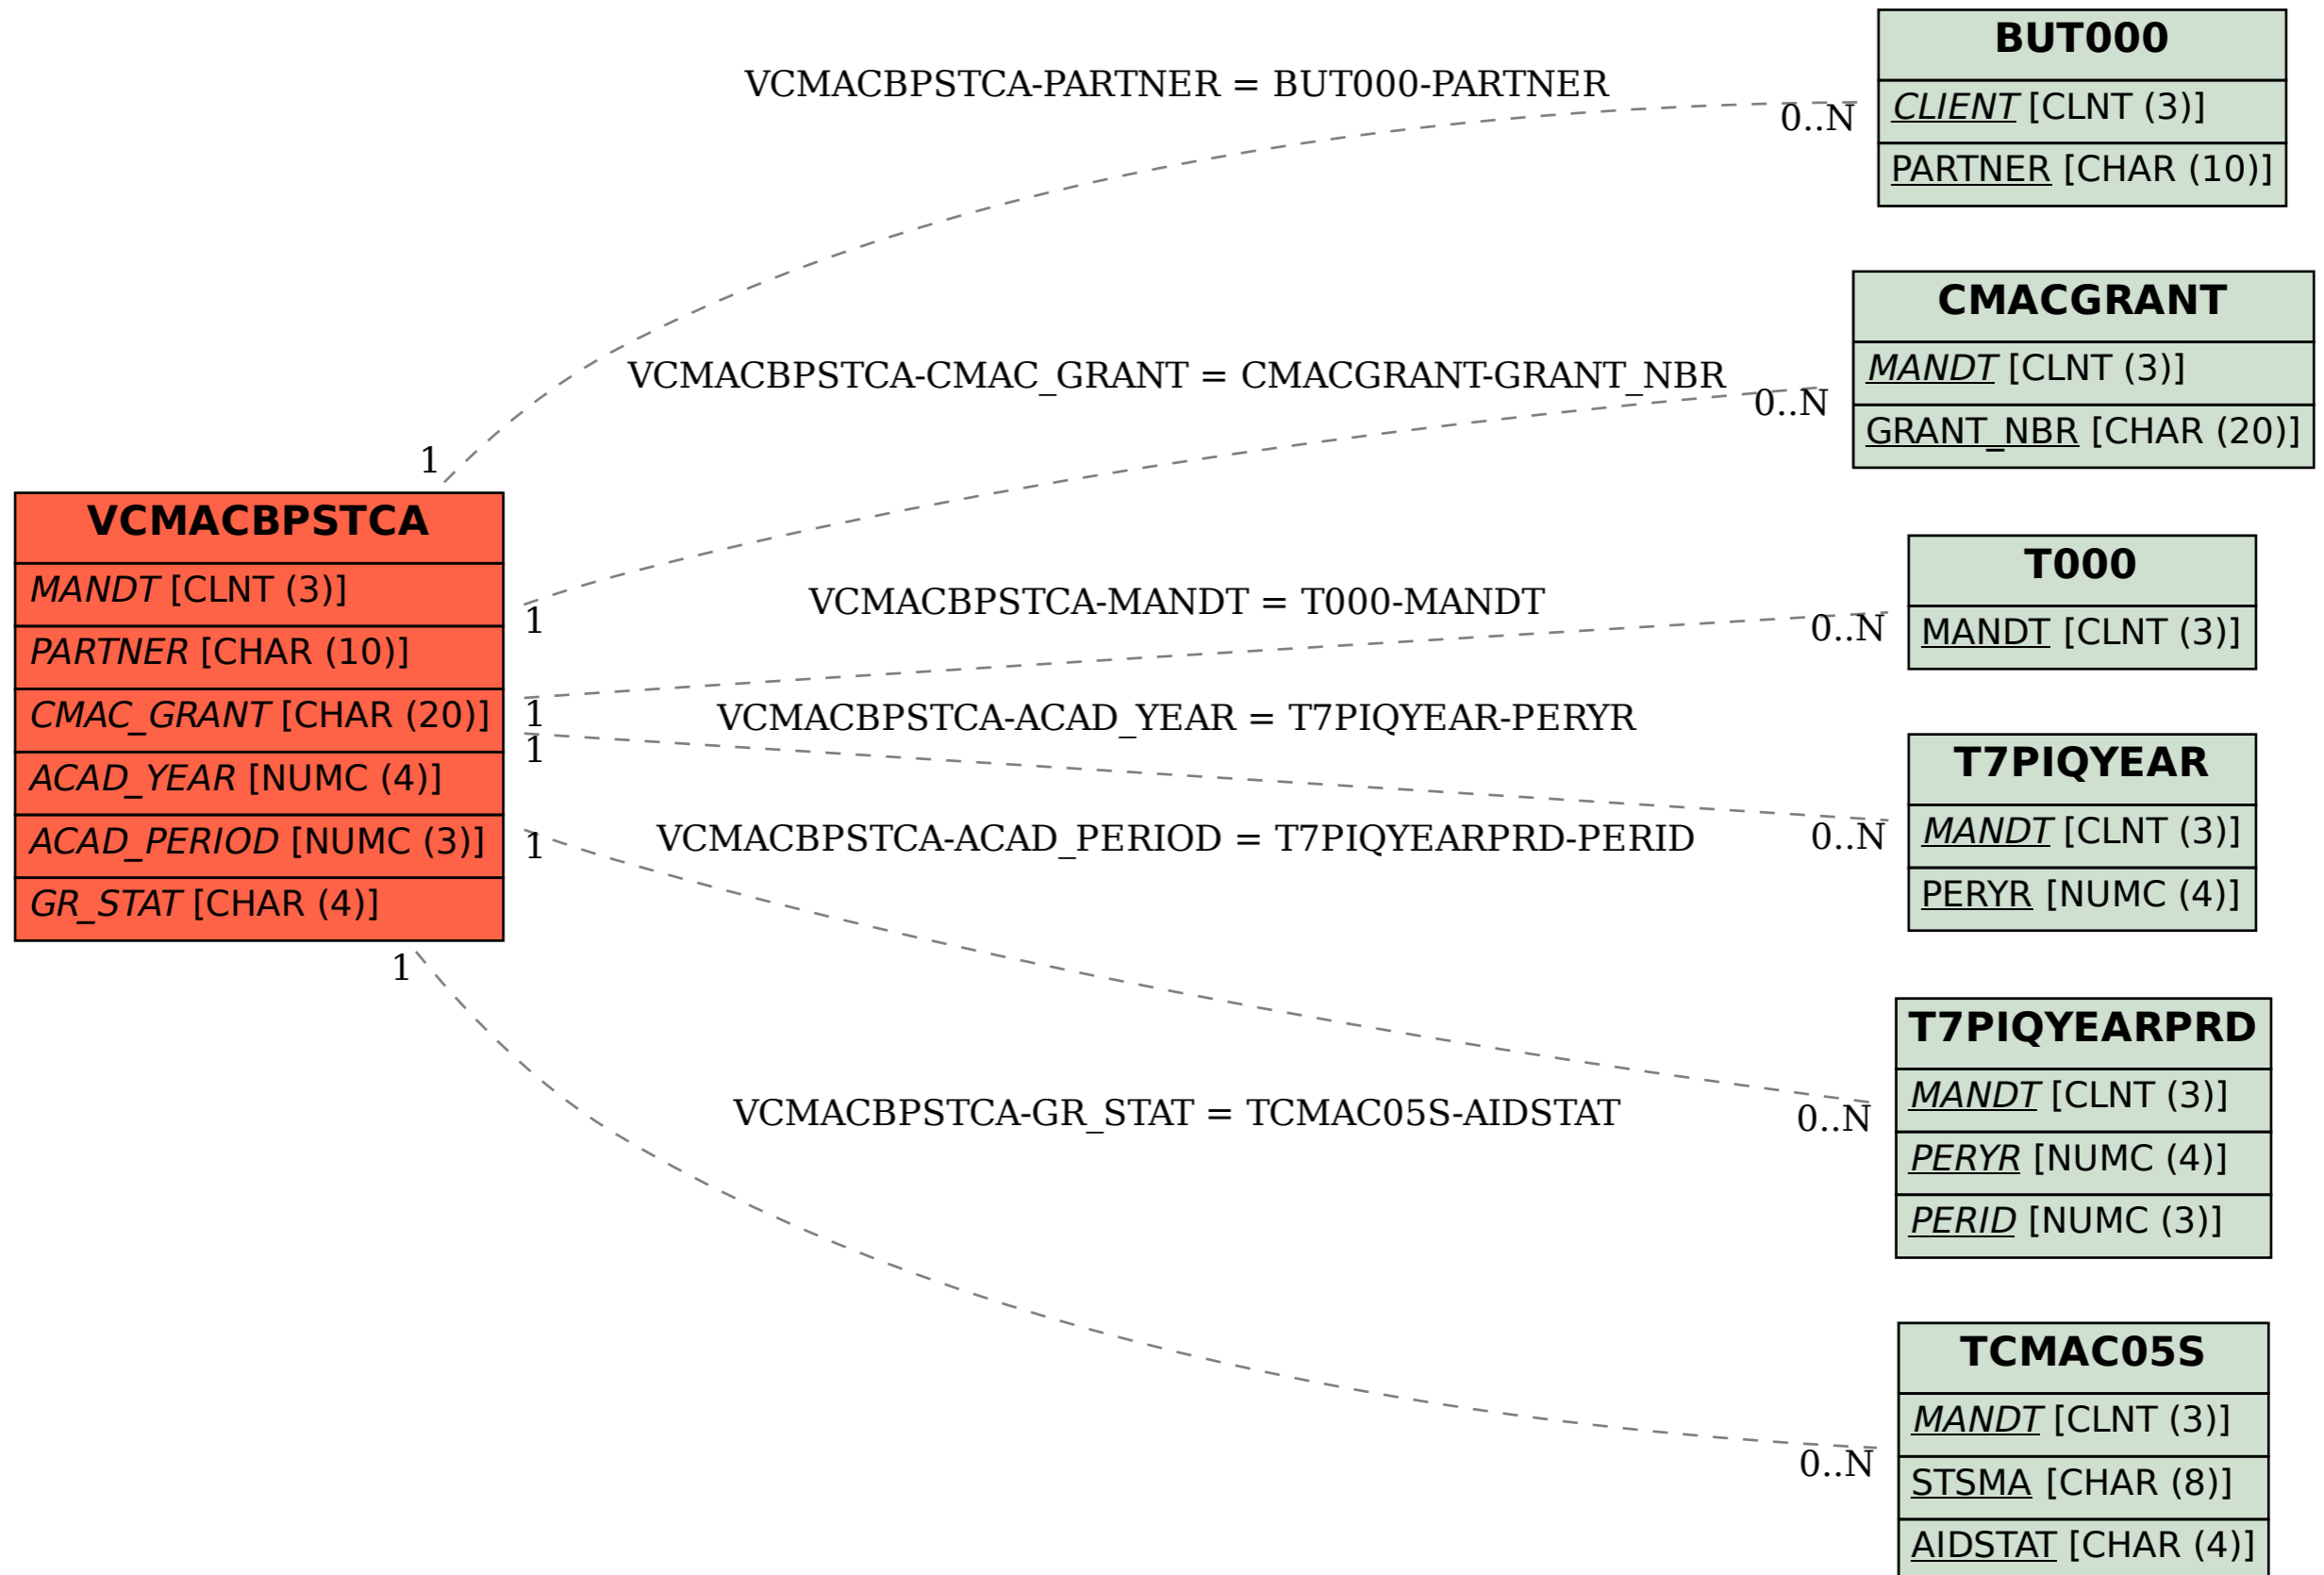 BUT000
CLIENT [CLNT (3)]
PARTNER [CHAR (10)]
VCMACBPSTCA-PARTNER = BUT000-PARTNER
0..N
1
CMACGRANT
MANDT [CLNT (3)]
GRANT_NBR [CHAR (20)]
VCMACBPSTCA-CMAC_GRANT = CMACGRANT-GRANT_NBR
0..N
1
VCMACBPSTCA
MANDT [CLNT (3)]
PARTNER [CHAR (10)]
CMAC_GRANT [CHAR (20)]
ACAD_YEAR [NUMC (4)]
ACAD_PERIOD [NUMC (3)]
GR_STAT [CHAR (4)]
T000
MANDT [CLNT (3)]
VCMACBPSTCA-MANDT = T000-MANDT
0..N
1
VCMACBPSTCA-ACAD_YEAR = T7PIQYEAR-PERYR
1
0..N
T7PIQYEAR
MANDT [CLNT (3)]
PERYR [NUMC (4)]
VCMACBPSTCA-ACAD_PERIOD = T7PIQYEARPRD-PERID
1
0..N
T7PIQYEARPRD
MANDT [CLNT (3)]
PERYR [NUMC (4)]
PERID [NUMC (3)]
VCMACBPSTCA-GR_STAT = TCMAC05S-AIDSTAT
1
0..N
TCMAC05S
MANDT [CLNT (3)]
STSMA [CHAR (8)]
AIDSTAT [CHAR (4)]